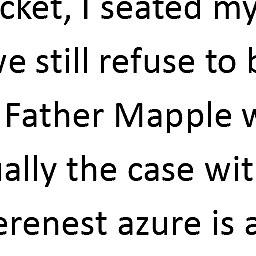 cket, I seated my
ve still refuse to b
Father Mapple w
ually the case wit
erenest azure is a